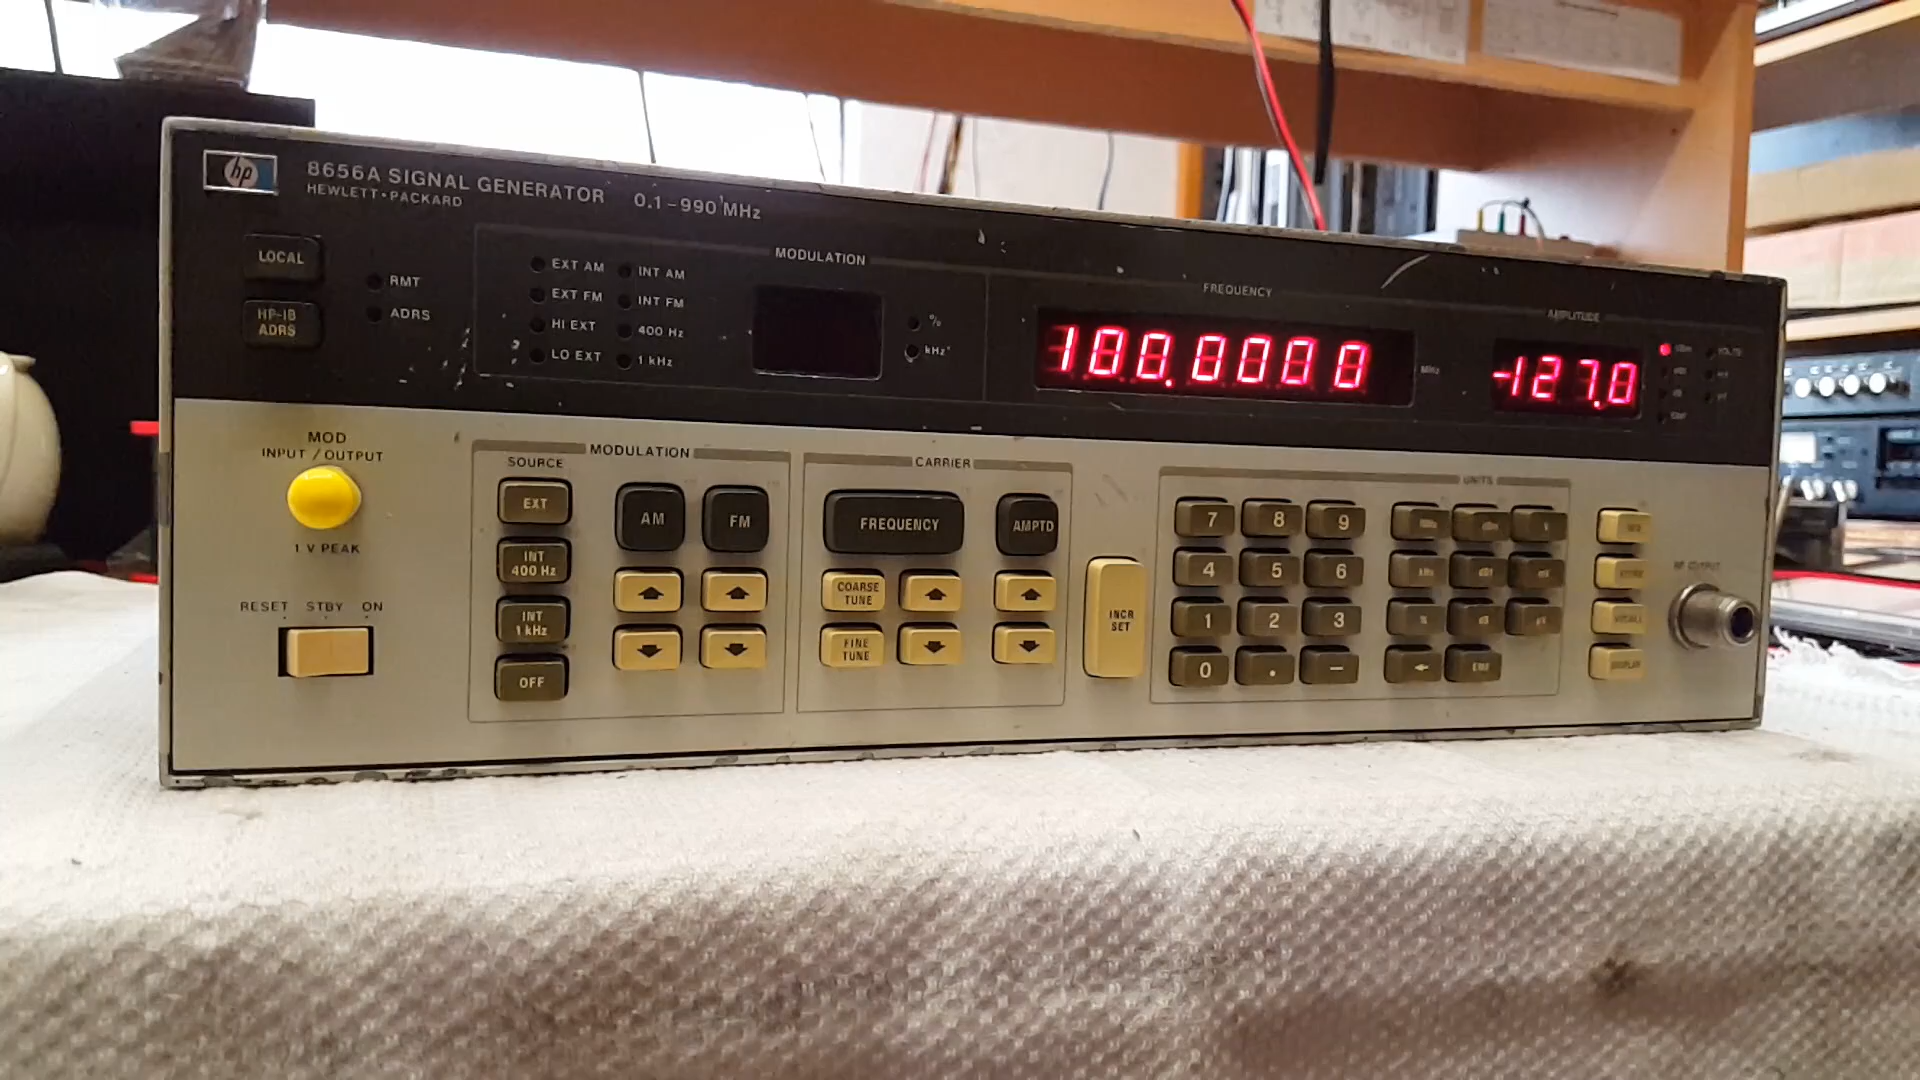 hp
8656A SIGNAL GENERATOR 0.1-990 MHz
HEWLETT•PACKARD
LOCAL
HP-IB
ADRS
RMT
ADRS
MODULATION
EXT AM INT AM
EXT FM INT FM
HI EXT 400 Hz
LO EXT 1 kHz
%
kHz
FREQUENCY
100.0000
MHz
AMPLITUDE
-127.0
VOLTS
MOD
INPUT / OUTPUT
1 V PEAK
RESET STBY ON
MODULATION
SOURCE
EXT
INT
400 Hz
INT
1 kHz
OFF
AM
FM
CARRIER
FREQUENCY
AMPTD
COARSE
TUNE
FINE
TUNE
INCR
SET
UNITS
7 8 9
4 5 6
1 2 3
0 . –
kHz
%
RF OUTPUT